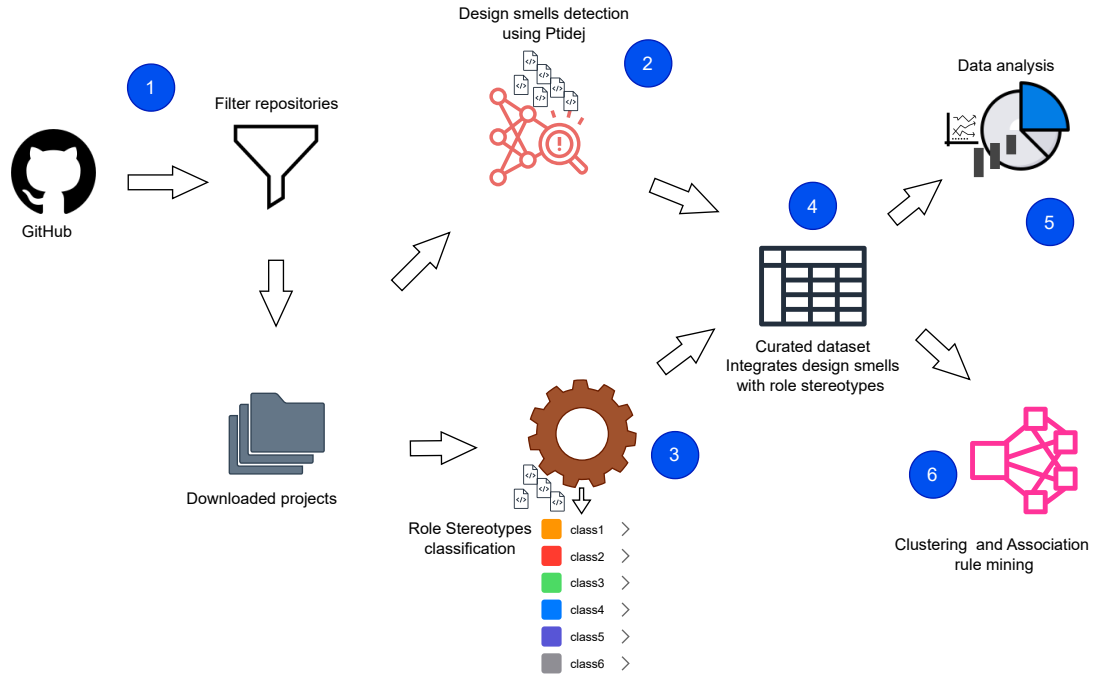 Design smells detection
using Ptidej
1
2
Filter repositories
Data analysis
GitHub
4
5
Curated dataset
Integrates design smells
with role stereotypes
3
6
Downloaded projects
Role Stereotypes
classification
class1
class2
class3
class4
class5
class6
Clustering and Association
rule mining